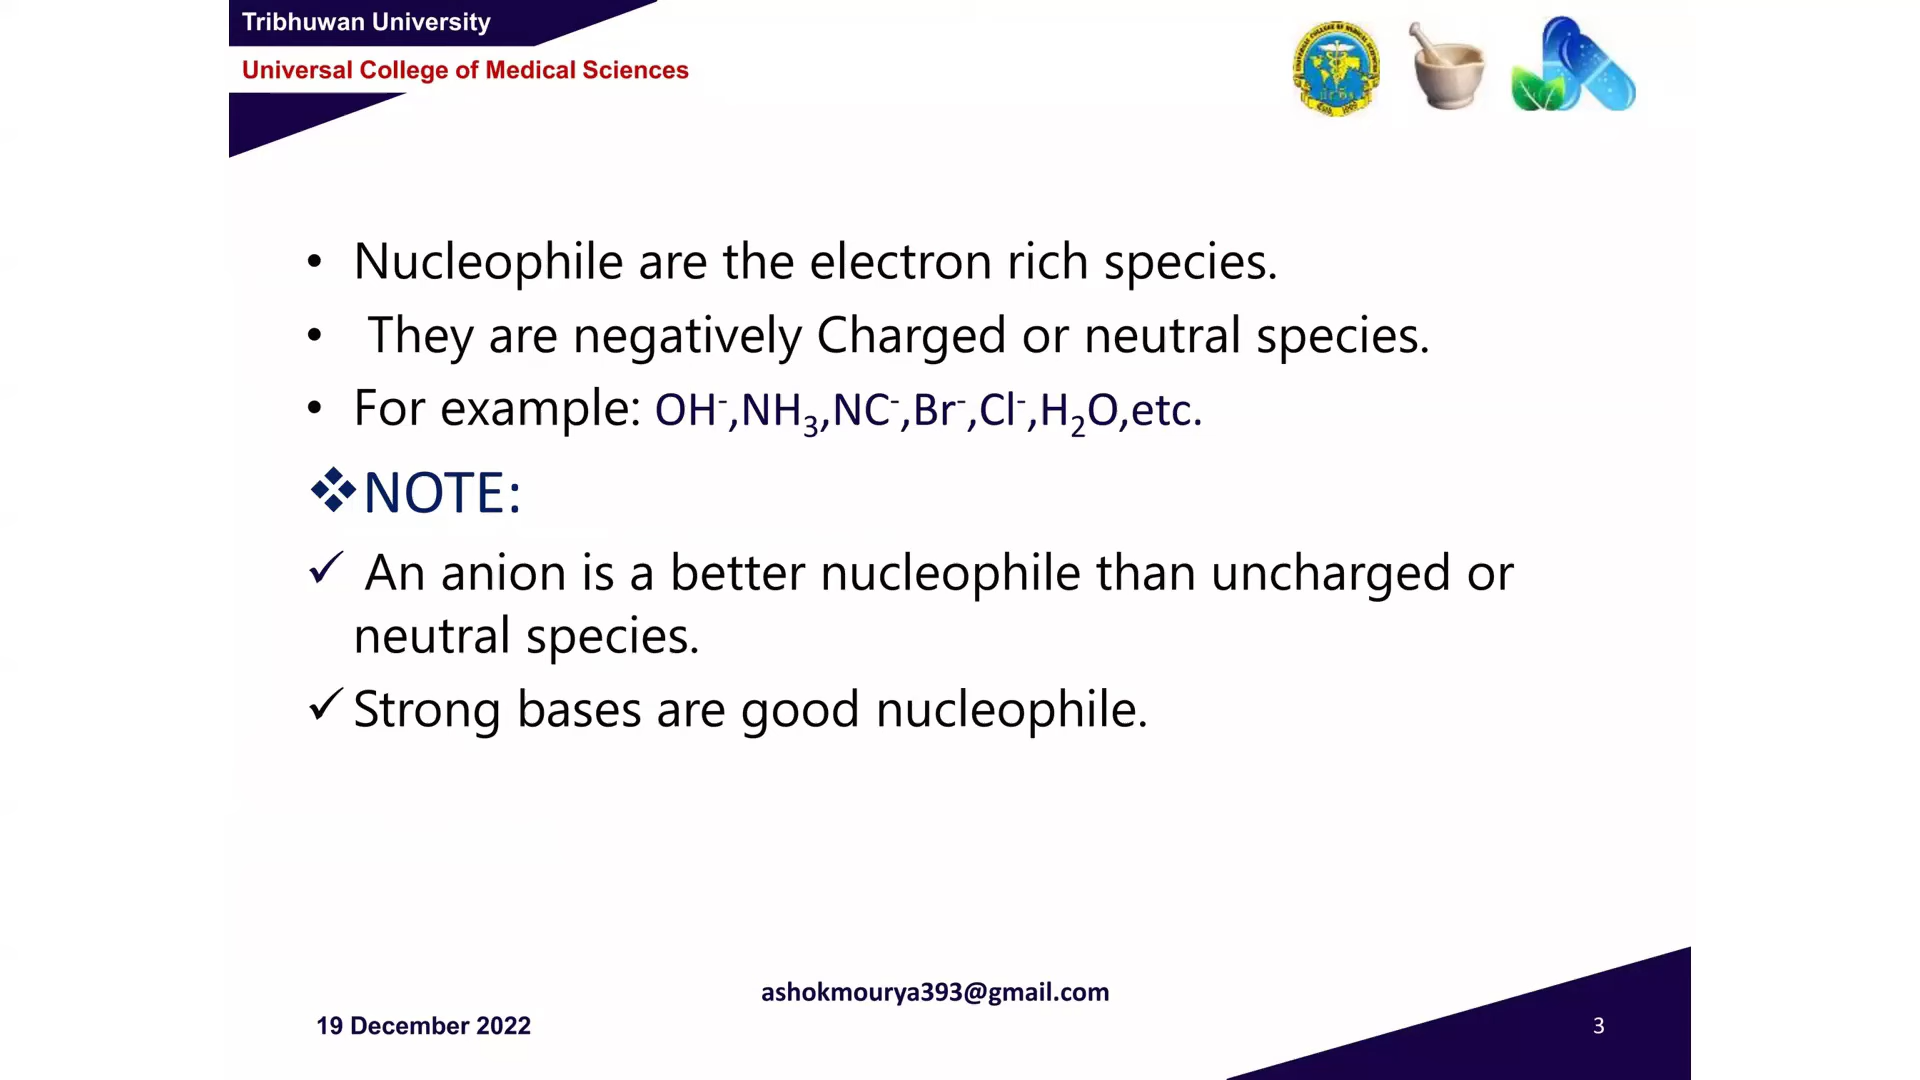 Tribhuwan University
Universal College of Medical Sciences
• Nucleophile are the electron rich species.
• They are negatively Charged or neutral species.
• For example: OH⁻,NH₃,NC⁻,Br⁻,Cl⁻,H₂O,etc.
❖NOTE:
✓ An anion is a better nucleophile than uncharged or
neutral species.
✓ Strong bases are good nucleophile.
ashokmourya393@gmail.com
19 December 2022
3